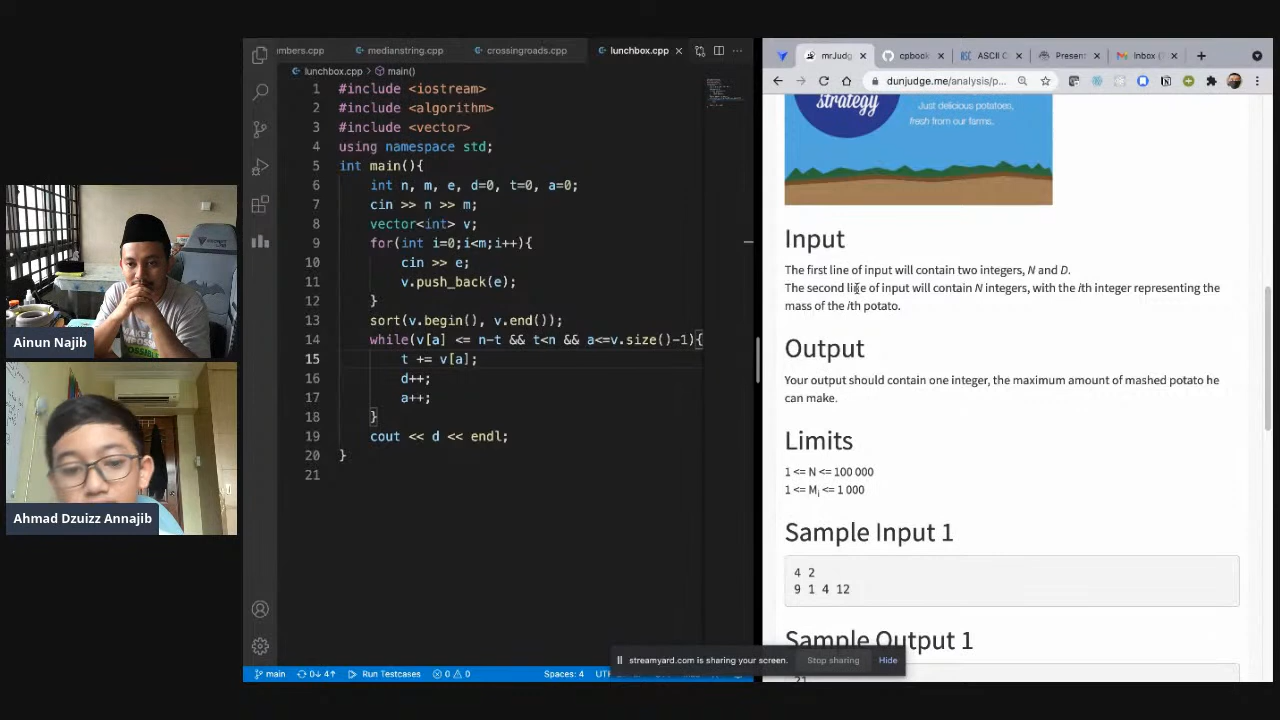 Ainun Najib
Ahmad Dzuizz Annajib
mbers.cpp
medianstring.cpp
crossingroads.cpp
lunchbox.cpp
lunchbox.cpp > main()
1 #include <iostream>
2 #include <algorithm>
3 #include <vector>
4 using namespace std;
5 int main(){
6 int n, m, e, d=0, t=0, a=0;
7 cin >> n >> m;
8 vector<int> v;
9 for(int i=0;i<m;i++){
10 cin >> e;
11 v.push_back(e);
12 }
13 sort(v.begin(), v.end());
14 while(v[a] <= n-t && t<n && a<=v.size()-1){
15 t += v[a];
16 d++;
17 a++;
18 }
19 cout << d << endl;
20 }
21
main 0↓ 4↑ Run Testcases 0 0 Spaces: 4
mrJudg
cpbook
ASCII C
Present
Inbox (
dunjudge.me/analysis/p...
strategy
Just delicious potatoes,
fresh from our farms.
Input
The first line of input will contain two integers, N and D.
The second line of input will contain N integers, with the ith integer representing the
mass of the ith potato.
Output
Your output should contain one integer, the maximum amount of mashed potato he
can make.
Limits
1 <= N <= 100 000
1 <= Mi <= 1 000
Sample Input 1
4 2
9 1 4 12
Sample Output 1
21
streamyard.com is sharing your screen.
Stop sharing
Hide